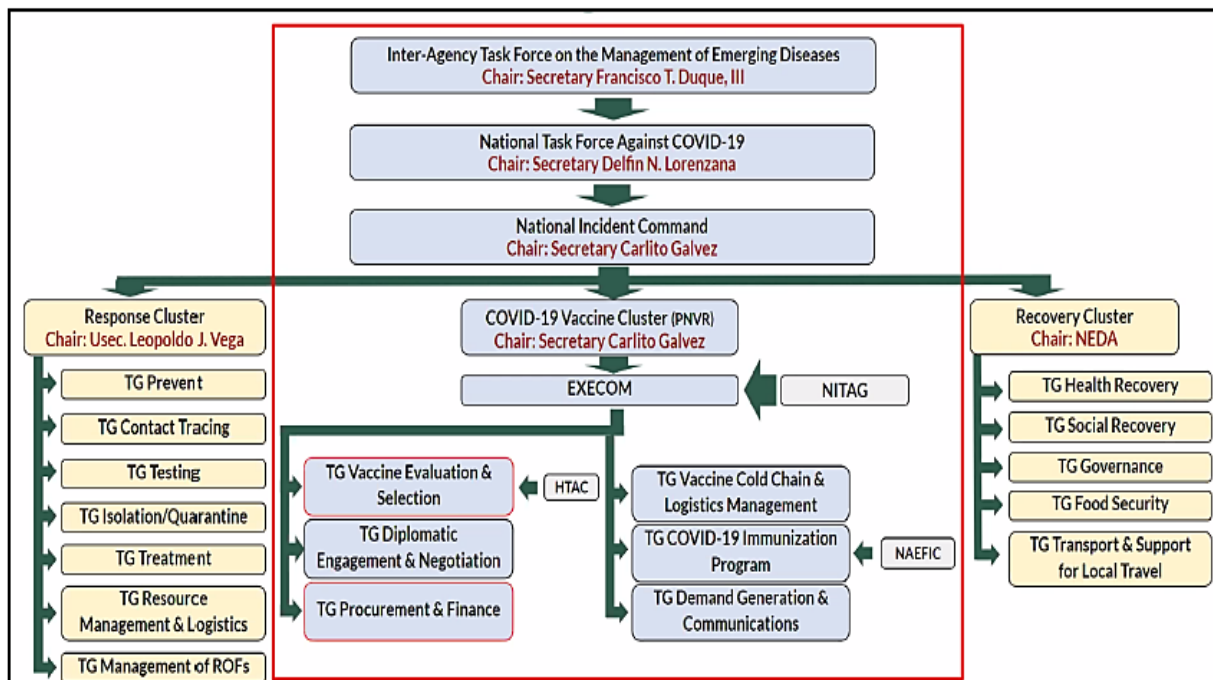 Inter-Agency Task Force on the Management of Emerging Diseases
Chair: Secretary Francisco T. Duque, III
National Task Force Against COVID-19
Chair: Secretary Delfin N. Lorenzana
National Incident Command
Chair: Secretary Carlito Galvez
Response Cluster
Chair: Usec. Leopoldo J. Vega
TG Prevent
TG Contact Tracing
TG Testing
TG Isolation/Quarantine
TG Treatment
TG Resource
Management & Logistics
TG Management of ROFs
COVID-19 Vaccine Cluster (PNVR)
Chair: Secretary Carlito Galvez
EXECOM
NITAG
TG Vaccine Evaluation &
Selection
HTAC
TG Diplomatic
Engagement & Negotiation
TG Procurement & Finance
TG Vaccine Cold Chain &
Logistics Management
TG COVID-19 Immunization
Program
NAEFIC
TG Demand Generation &
Communications
Recovery Cluster
Chair: NEDA
TG Health Recovery
TG Social Recovery
TG Governance
TG Food Security
TG Transport & Support
for Local Travel